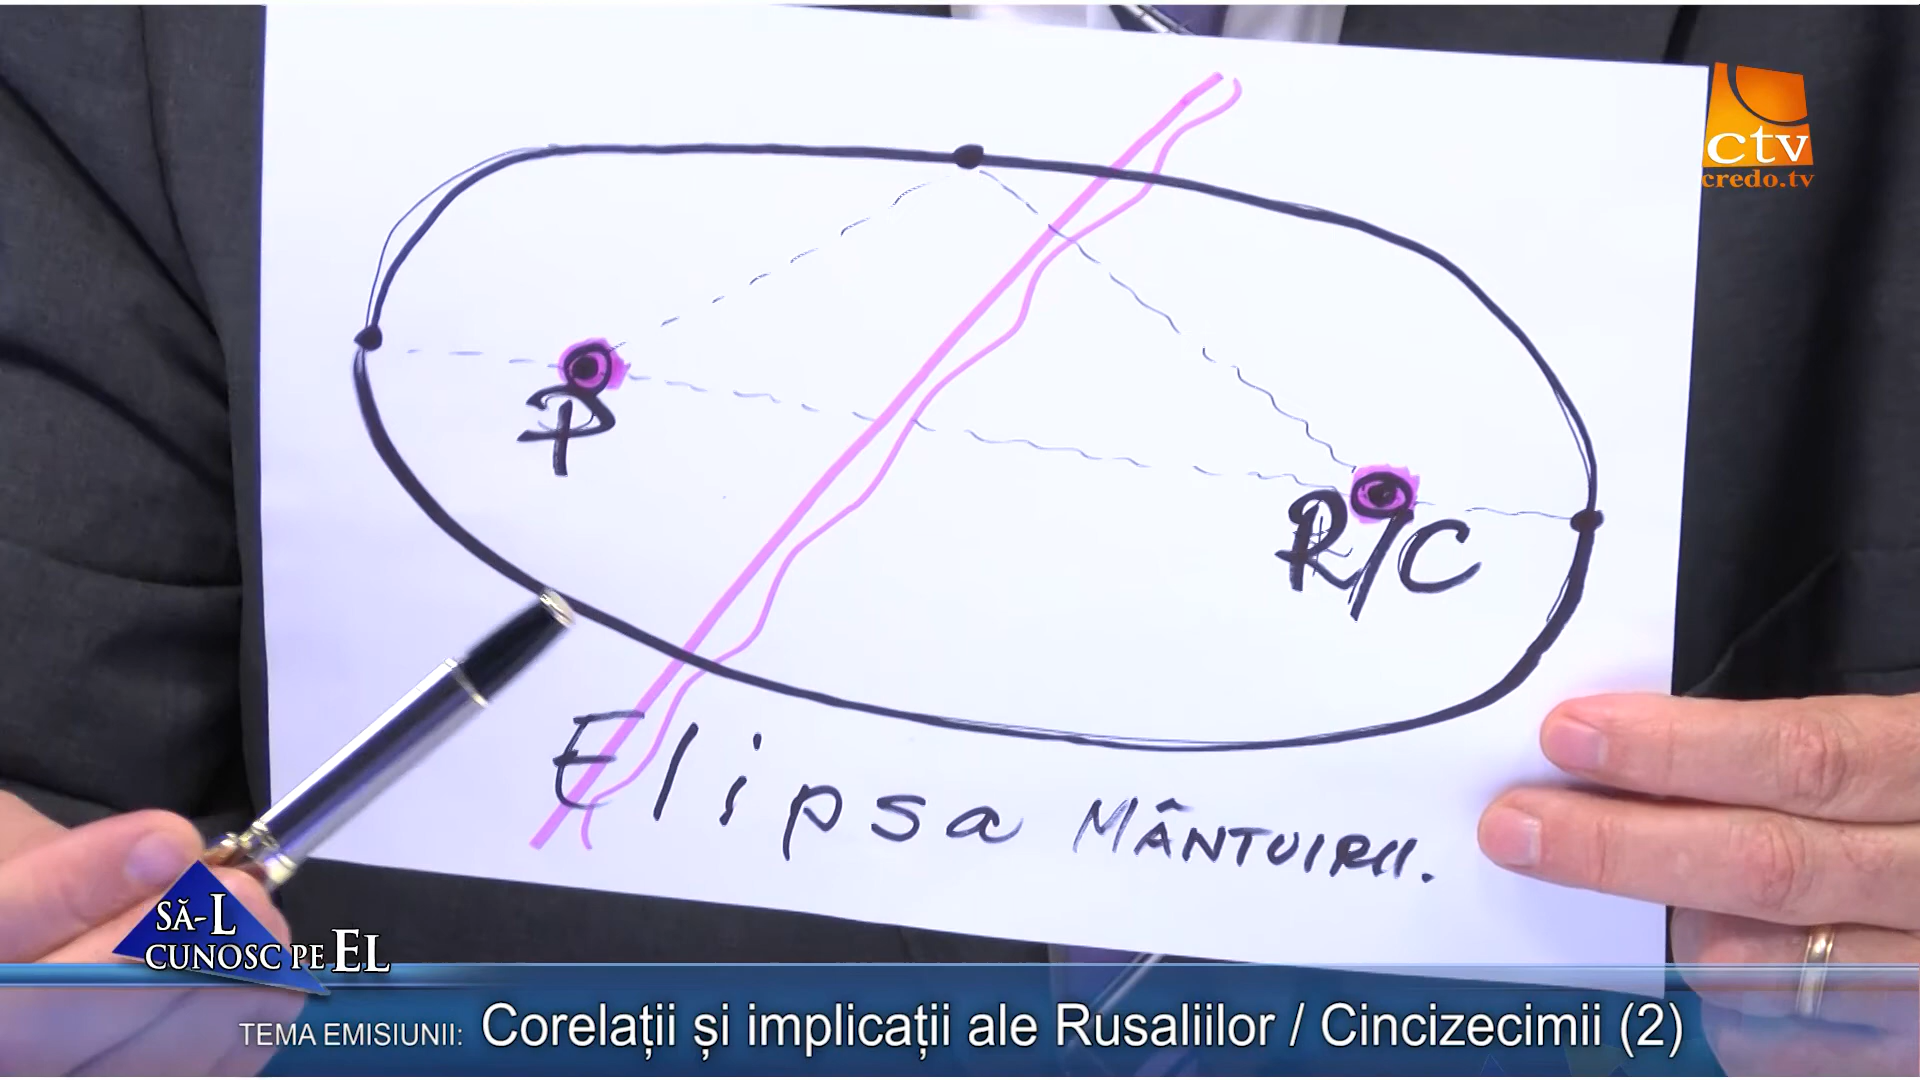 ctv
credo.tv
P
R/C
Elipsa MÂNTUIRII.
SĂ-L
CUNOSC PE EL
TEMA EMISIUNII: Corelații și implicații ale Rusaliilor / Cincizecimii (2)